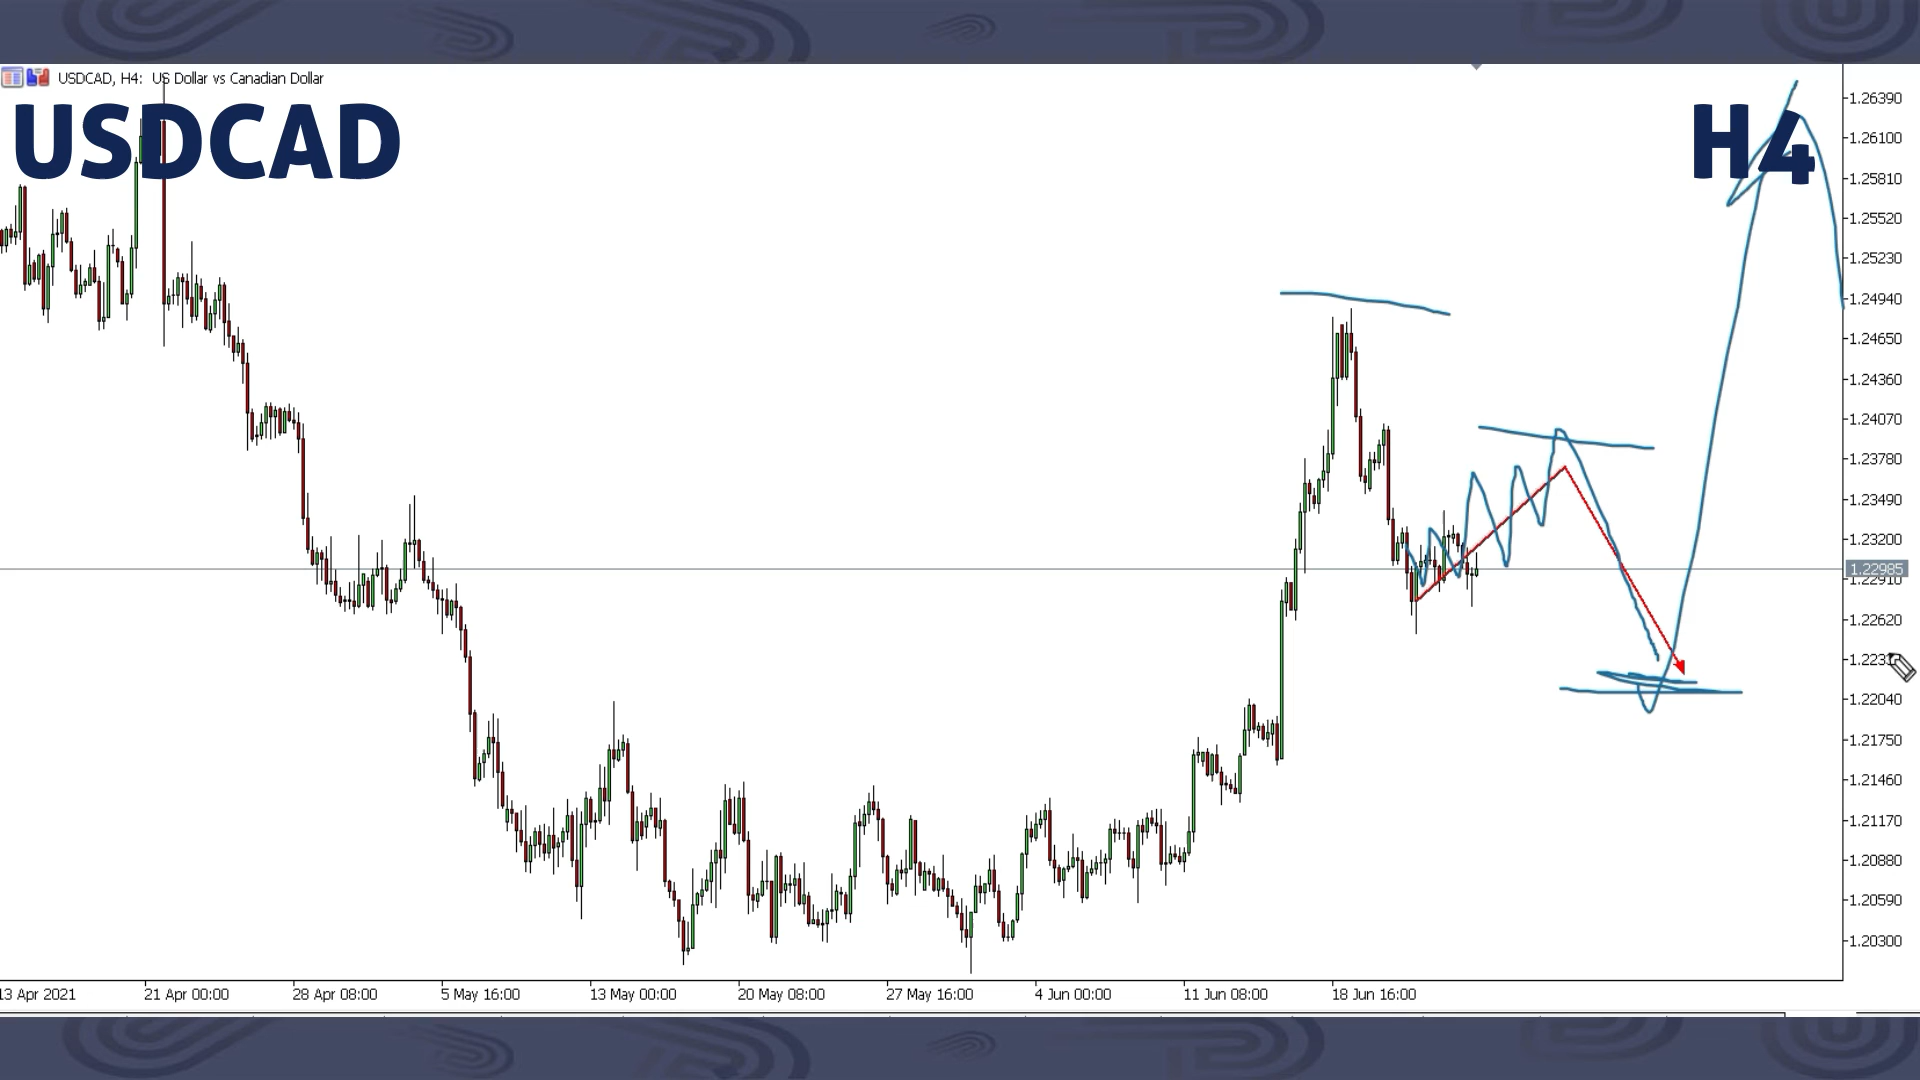 USDCAD, H4: US Dollar vs Canadian Dollar
USDCAD
H4
1.26390
1.26100
1.25810
1.25520
1.25230
1.24940
1.24650
1.24360
1.24070
1.23780
1.23490
1.23200
1.22985
1.22910
1.22620
1.2233
1.22040
1.21750
1.21460
1.21170
1.20880
1.20590
1.20300
13 Apr 2021
21 Apr 00:00
28 Apr 08:00
5 May 16:00
13 May 00:00
20 May 08:00
27 May 16:00
4 Jun 00:00
11 Jun 08:00
18 Jun 16:00